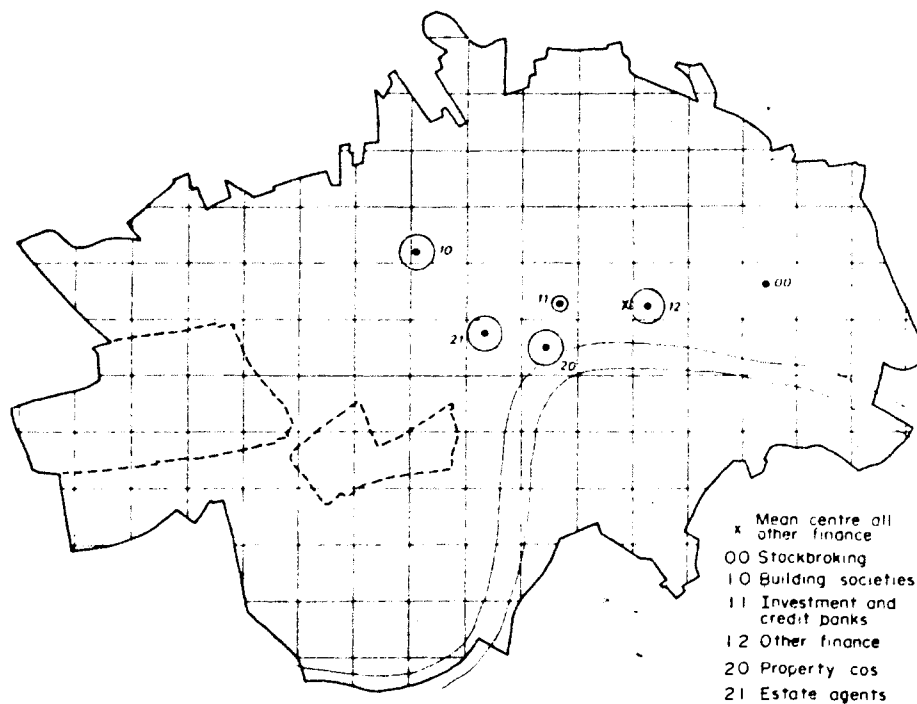 10
00
11
x
12
21
20
x Mean centre all
other finance
00 Stockbroking
10 Building societies
11 Investment and
credit banks
12 Other finance
20 Property cos
21 Estate agents